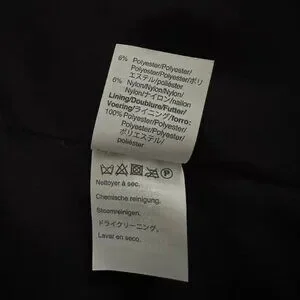 6% Polyester/Polyester/
Polyester/Polyester/ポリ
エステル/poliéster
6% Nylon/Nylon/Nylon/
Nylon/ナイロン/nailon
Lining/Doublure/Futter/
Voering/ライニング/forro:
100% Polyester/Polyester/
Polyester/Polyester/
ポリエステル/
poliéster
P
Nettoyer à sec.
Chemische reinigung.
Stoomreinigen.
ドライクリーニング。
Lavar en seco.